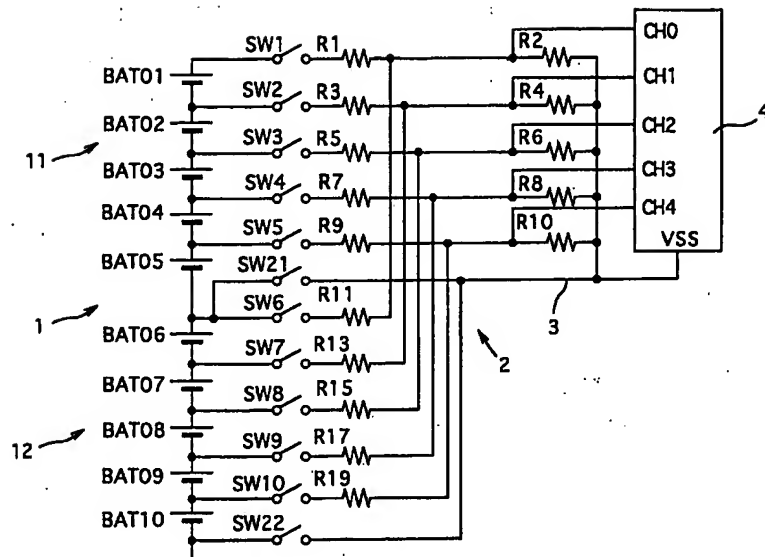 SW1 R1 R2 CH0
BAT01
SW2 R3 R4 CH1
BAT02
SW3 R5 R6 CH2
11
BAT03
SW4 R7 R8 CH3
BAT04
SW5 R9 R10 CH4
4
VSS
BAT05
SW21
1
SW6 R11
3
BAT06
SW7 R13
2
BAT07
SW8 R15
BAT08
12
SW9 R17
BAT09
SW10 R19
BAT10
SW22